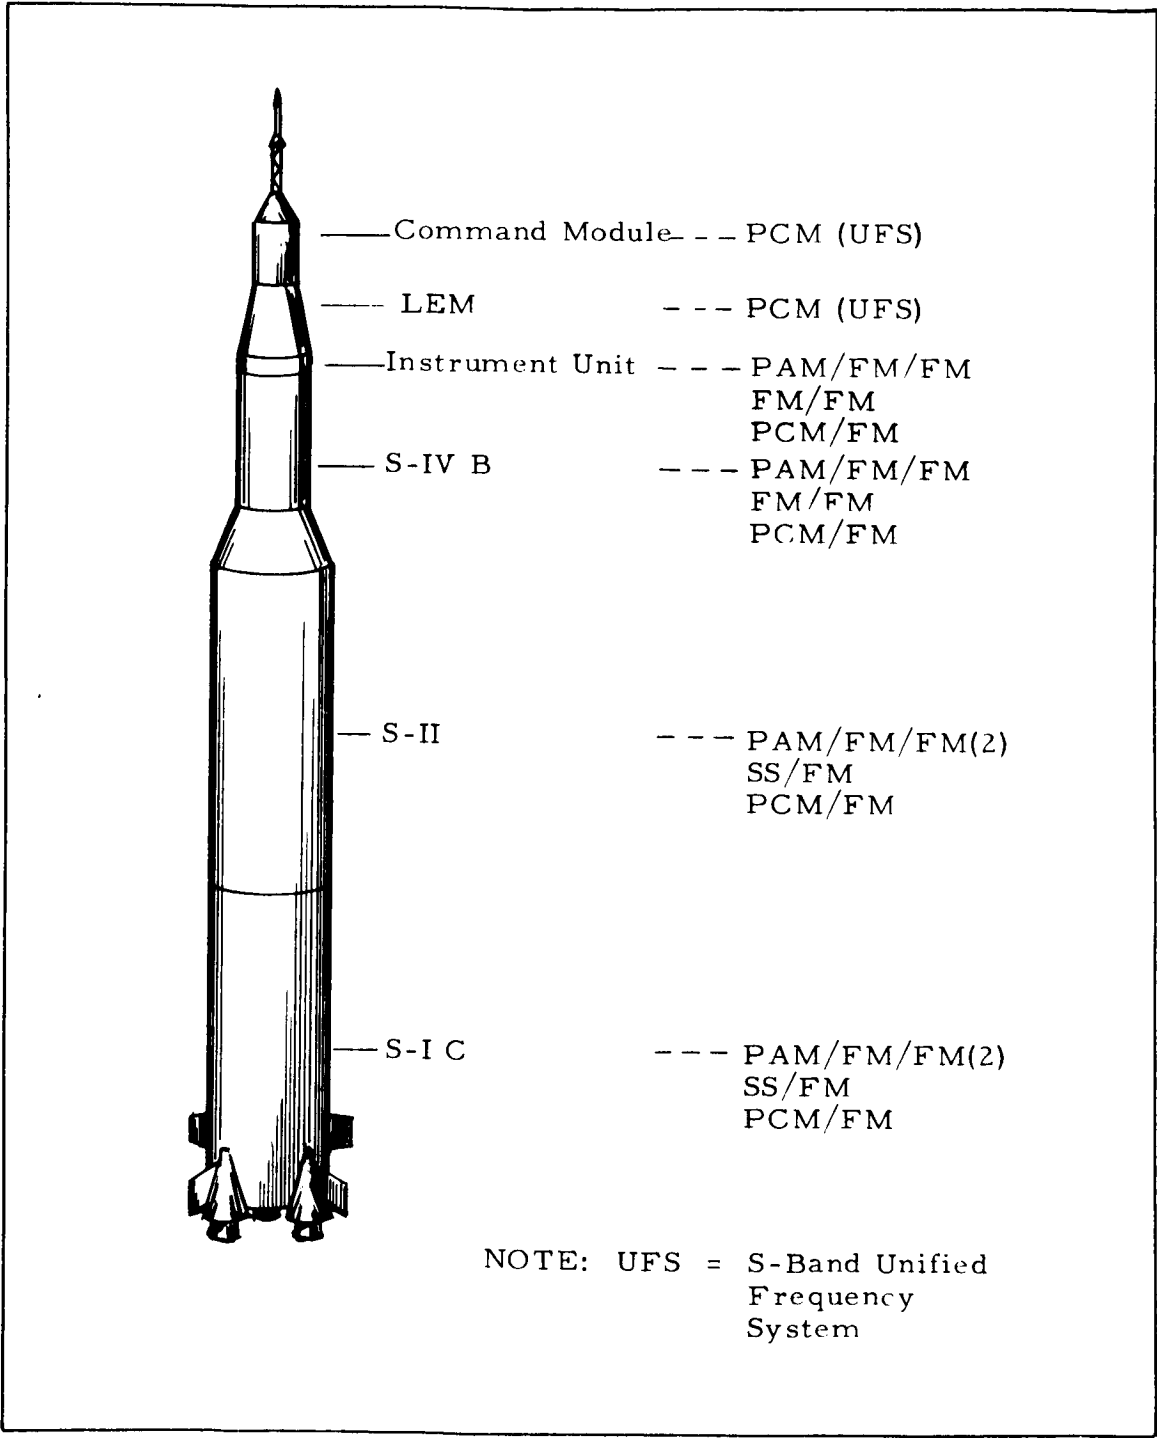 Command Module --- PCM (UFS)
LEM --- PCM (UFS)
Instrument Unit --- PAM/FM/FM
FM/FM
PCM/FM
S-IV B --- PAM/FM/FM
FM/FM
PCM/FM
S-II --- PAM/FM/FM(2)
SS/FM
PCM/FM
S-I C --- PAM/FM/FM(2)
SS/FM
PCM/FM
NOTE: UFS = S-Band Unified
Frequency
System